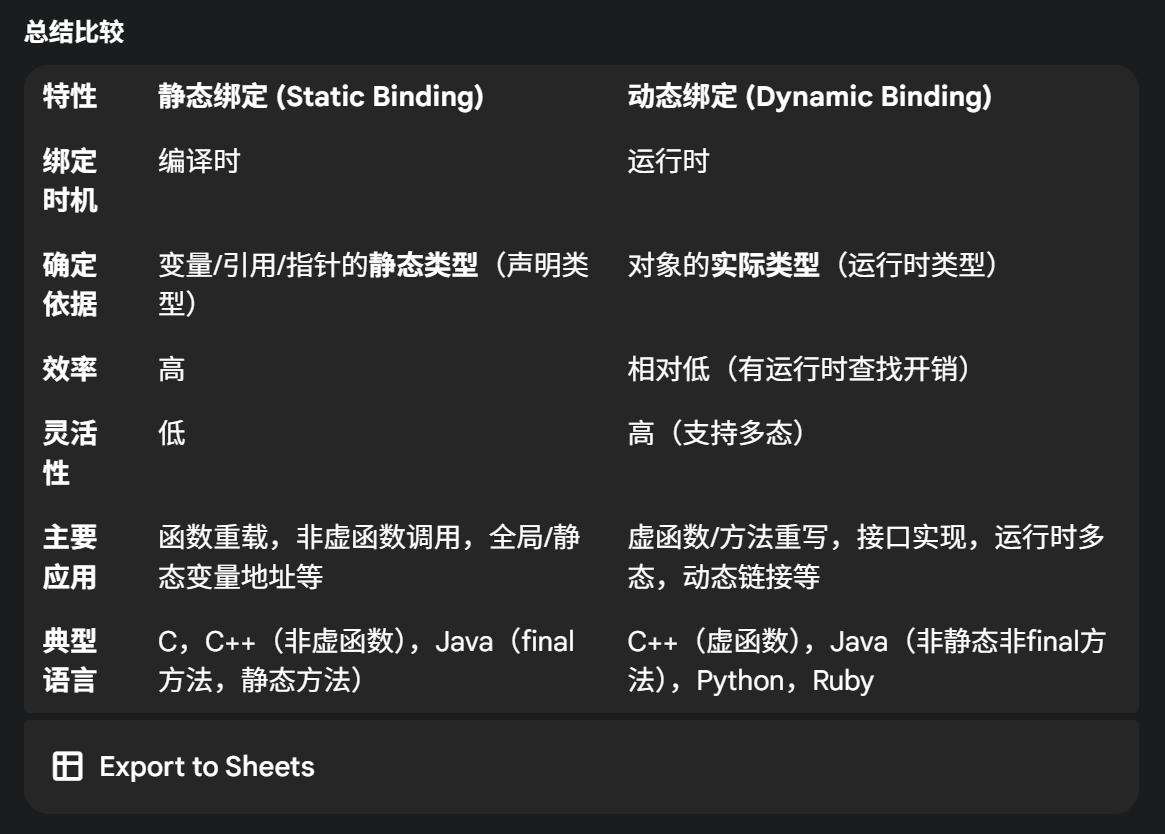 总结比较
特性 静态绑定 (Static Binding) 动态绑定 (Dynamic Binding)
绑定 编译时 运行时
时机
确定 变量/引用/指针的静态类型（声明类 对象的实际类型（运行时类型）
依据 型）
效率 高 相对低（有运行时查找开销）
灵活 低 高（支持多态）
性
主要 函数重载，非虚函数调用，全局/静 虚函数/方法重写，接口实现，运行时多
应用 态变量地址等 态，动态链接等
典型 C，C++（非虚函数），Java（final C++（虚函数），Java（非静态非final方
语言 方法，静态方法） 法），Python，Ruby
Export to Sheets